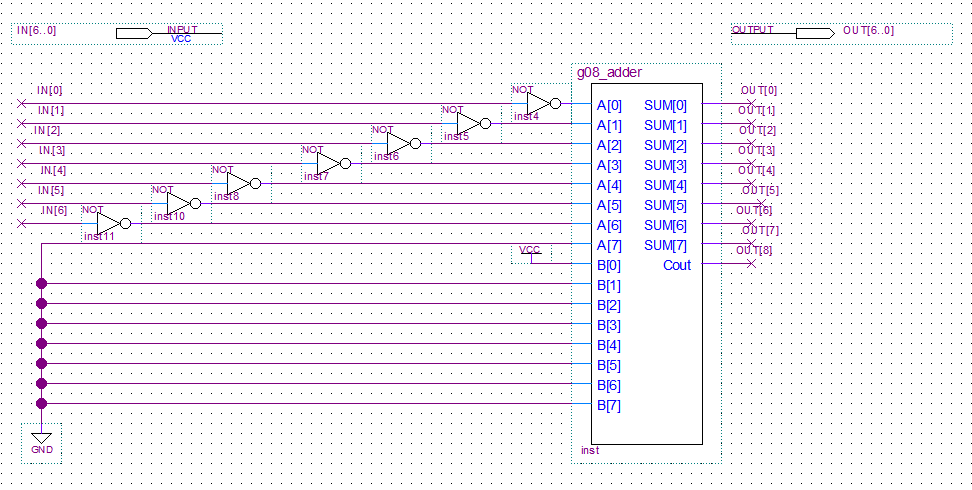 IN[6..0]
INPUT
VCC
OUTPUT
OUT[6..0]
g08_adder
IN[0]
NOT
inst4
A[0]
SUM[0]
OUT[0]
IN[1]
NOT
inst5
A[1]
SUM[1]
OUT[1]
IN[2]
NOT
inst6
A[2]
SUM[2]
OUT[2]
IN[3]
NOT
inst7
A[3]
SUM[3]
OUT[3]
IN[4]
NOT
inst8
A[4]
SUM[4]
OUT[4]
IN[5]
NOT
inst10
A[5]
SUM[5]
OUT[5]
IN[6]
NOT
inst11
A[6]
SUM[6]
OUT[6]
A[7]
SUM[7]
OUT[7]
VCC
B[0]
Cout
OUT[8]
B[1]
B[2]
B[3]
B[4]
B[5]
B[6]
B[7]
GND
inst